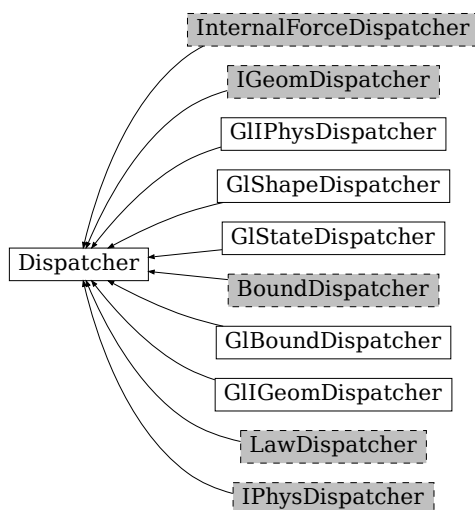 InternalForceDispatcher
IGeomDispatcher
GlIPhysDispatcher
GlShapeDispatcher
GlStateDispatcher
Dispatcher
BoundDispatcher
GlBoundDispatcher
GlIGeomDispatcher
LawDispatcher
IPhysDispatcher